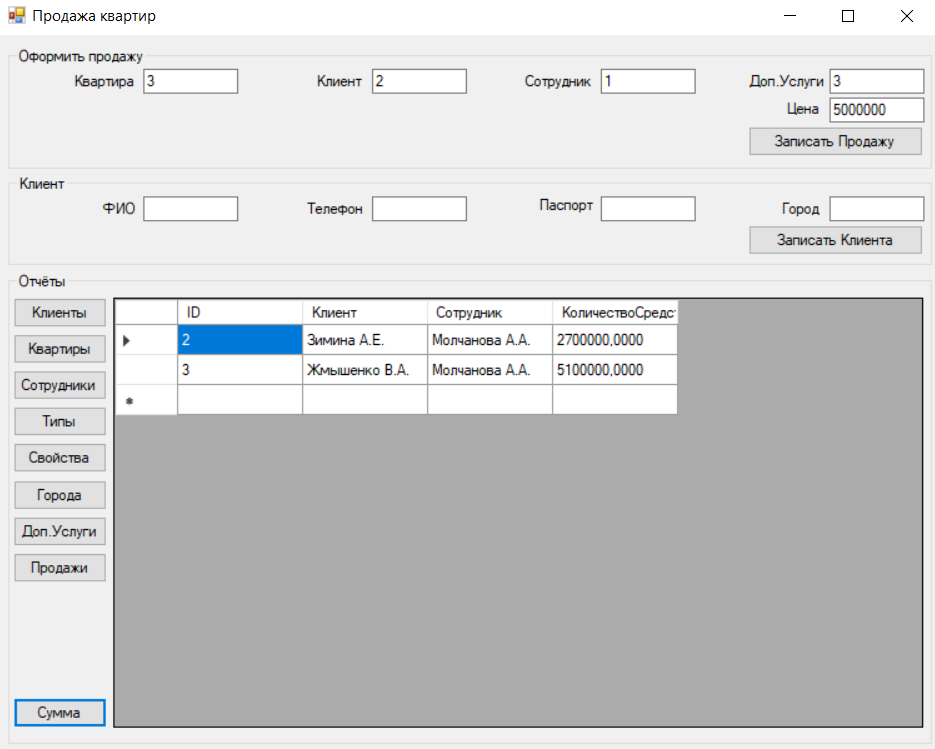 Продажа квартир
Оформить продажу
Квартира 3 Клиент 2 Сотрудник 1 Доп.Услуги 3
Цена 5000000
Записать Продажу
Клиент
ФИО Телефон Паспорт Город
Записать Клиента
Отчёты
Клиенты
Квартиры
Сотрудники
Типы
Свойства
Города
Доп.Услуги
Продажи
Сумма
ID Клиент Сотрудник КоличествоСредс
2 Зимина А.Е. Молчанова А.А. 2700000,0000
3 Жмышенко В.А. Молчанова А.А. 5100000,0000